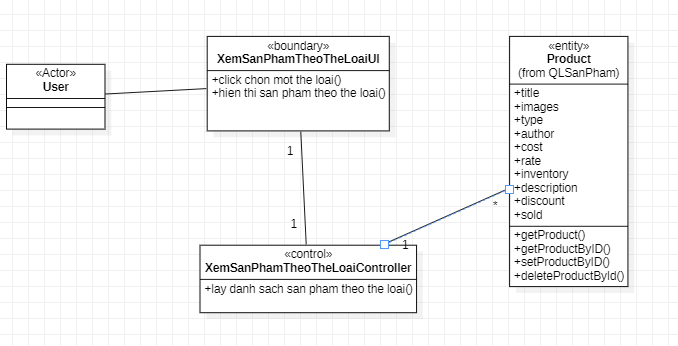 «Actor»
User
«boundary»
XemSanPhamTheoTheLoaiUI
+click chon mot the loai()
+hien thi san pham theo the loai()
1
1
«control»
XemSanPhamTheoTheLoaiController
+lay danh sach san pham theo the loai()
1
*
«entity»
Product
(from QLSanPham)
+title
+images
+type
+author
+cost
+rate
+inventory
+description
+discount
+sold
+getProduct()
+getProductByID()
+setProductByID()
+deleteProductById()